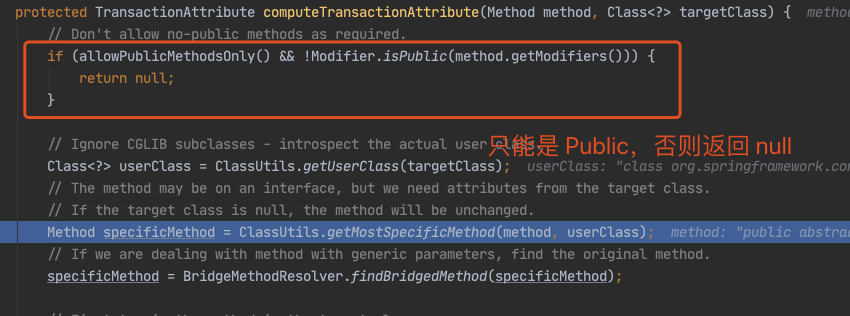 protected TransactionAttribute computeTransactionAttribute(Method method, Class<?> targetClass) { metho
// Don't allow no-public methods as required.
if (allowPublicMethodsOnly() && !Modifier.isPublic(method.getModifiers())) {
return null;
}
// Ignore CGLIB subclasses - introspect the actual user class.
只能是 Public，否则返回 null
Class<?> userClass = ClassUtils.getUserClass(targetClass); userClass: "class org.springframework.con
// The method may be on an interface, but we need attributes from the target class.
// If the target class is null, the method will be unchanged.
Method specificMethod = ClassUtils.getMostSpecificMethod(method, userClass); method: "public abstra
// If we are dealing with method with generic parameters, find the original method.
specificMethod = BridgeMethodResolver.findBridgedMethod(specificMethod);